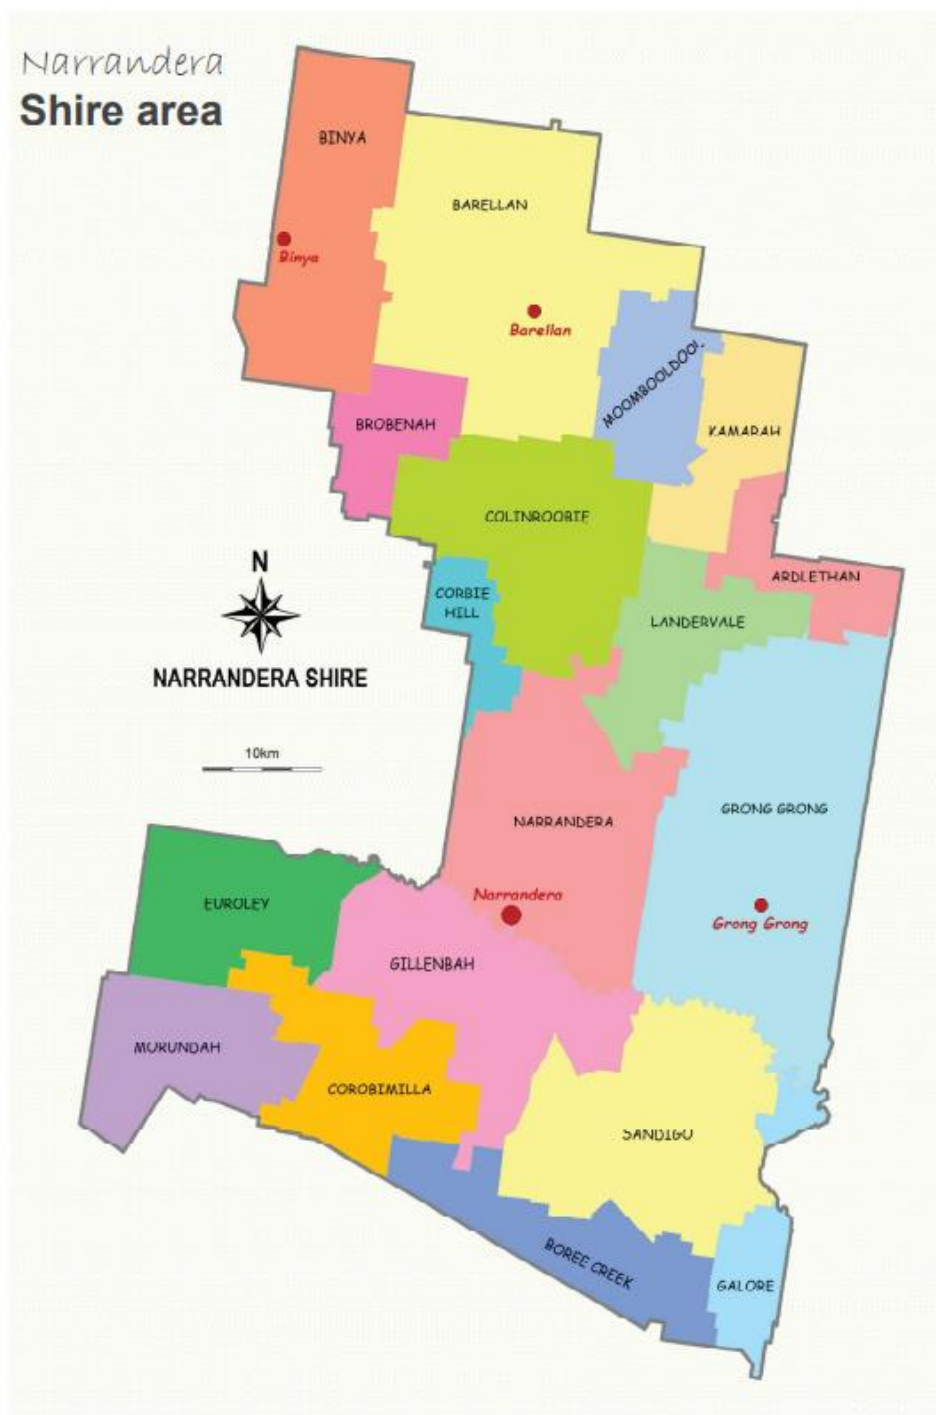 Narrandera
Shire area
BINYA
BARELLAN
Binya
Barellan
MOOMBOOLDOOL
KAMARAH
BROBENAH
COLINROOBIE
N
ARDLETHAN
CORBIE
HILL
LANDERVALE
NARRANDERA SHIRE
10km
GRONG GRONG
NARRANDERA
Narrandera
EUROLEY
Grong Grong
GILLENBAH
MURUNDAH
COROBIMILLA
SANDIGO
BOREE CREEK
GALORE